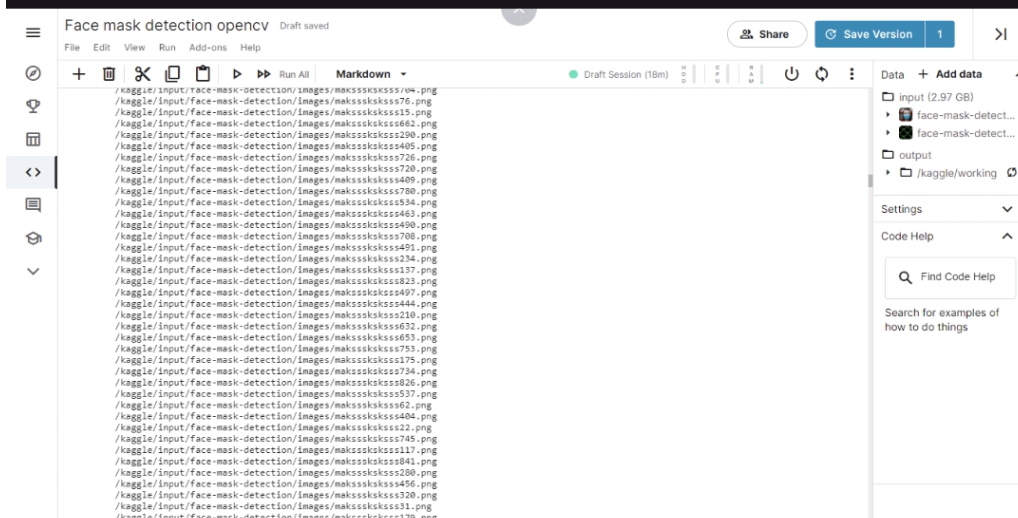 Face mask detection opencv Draft saved
File Edit View Run Add-ons Help
Share
Save Version 1
Run All Markdown
Draft Session (18m)
Data + Add data
input (2.97 GB)
face-mask-detect...
face-mask-detect...
output
/kaggle/working
Settings
Code Help
Find Code Help
Search for examples of
how to do things
/kaggle/input/face-mask-detection/images/maksssksksss704.png
/kaggle/input/face-mask-detection/images/maksssksksss76.png
/kaggle/input/face-mask-detection/images/maksssksksss15.png
/kaggle/input/face-mask-detection/images/maksssksksss662.png
/kaggle/input/face-mask-detection/images/maksssksksss290.png
/kaggle/input/face-mask-detection/images/maksssksksss405.png
/kaggle/input/face-mask-detection/images/maksssksksss726.png
/kaggle/input/face-mask-detection/images/maksssksksss720.png
/kaggle/input/face-mask-detection/images/maksssksksss409.png
/kaggle/input/face-mask-detection/images/maksssksksss780.png
/kaggle/input/face-mask-detection/images/maksssksksss534.png
/kaggle/input/face-mask-detection/images/maksssksksss463.png
/kaggle/input/face-mask-detection/images/maksssksksss490.png
/kaggle/input/face-mask-detection/images/maksssksksss708.png
/kaggle/input/face-mask-detection/images/maksssksksss491.png
/kaggle/input/face-mask-detection/images/maksssksksss234.png
/kaggle/input/face-mask-detection/images/maksssksksss137.png
/kaggle/input/face-mask-detection/images/maksssksksss823.png
/kaggle/input/face-mask-detection/images/maksssksksss497.png
/kaggle/input/face-mask-detection/images/maksssksksss444.png
/kaggle/input/face-mask-detection/images/maksssksksss210.png
/kaggle/input/face-mask-detection/images/maksssksksss632.png
/kaggle/input/face-mask-detection/images/maksssksksss653.png
/kaggle/input/face-mask-detection/images/maksssksksss753.png
/kaggle/input/face-mask-detection/images/maksssksksss175.png
/kaggle/input/face-mask-detection/images/maksssksksss734.png
/kaggle/input/face-mask-detection/images/maksssksksss826.png
/kaggle/input/face-mask-detection/images/maksssksksss537.png
/kaggle/input/face-mask-detection/images/maksssksksss62.png
/kaggle/input/face-mask-detection/images/maksssksksss404.png
/kaggle/input/face-mask-detection/images/maksssksksss22.png
/kaggle/input/face-mask-detection/images/maksssksksss745.png
/kaggle/input/face-mask-detection/images/maksssksksss117.png
/kaggle/input/face-mask-detection/images/maksssksksss841.png
/kaggle/input/face-mask-detection/images/maksssksksss280.png
/kaggle/input/face-mask-detection/images/maksssksksss456.png
/kaggle/input/face-mask-detection/images/maksssksksss320.png
/kaggle/input/face-mask-detection/images/maksssksksss31.png
/kaggle/input/face-mask-detection/images/maksssksksss179.png